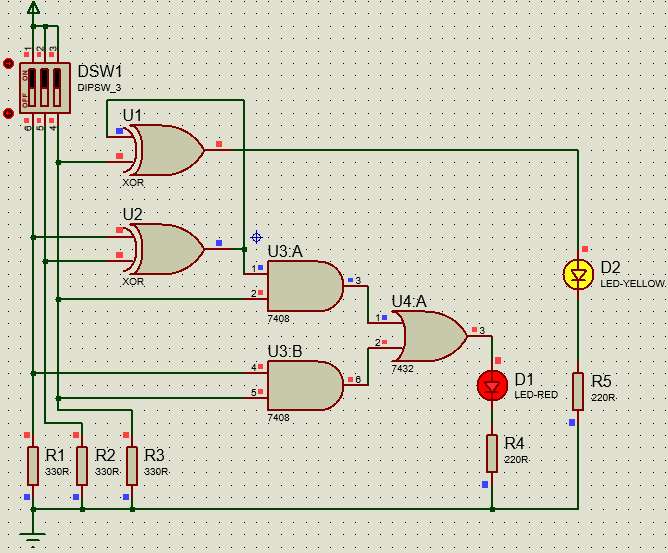 1 2 3
ON
OFF
DSW1
DIPSW_3
6 5 4
U1
XOR
U2
XOR
U3:A
1
2
3
7408
U4:A
1
2
3
7432
U3:B
4
5
6
7408
D2
LED-YELLOW
D1
LED-RED
R5
220R
R4
220R
R1
330R
R2
330R
R3
330R